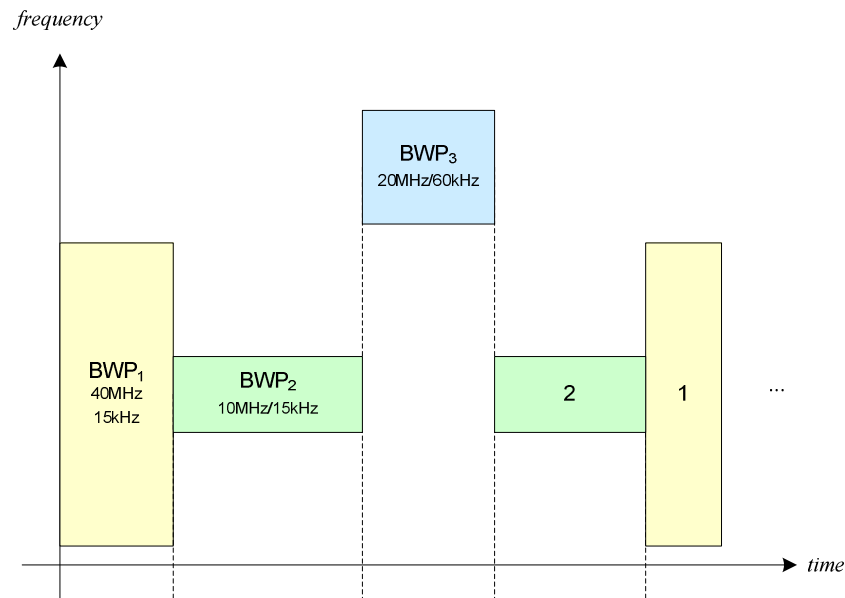 frequency
BWP₃
20MHz/60kHz
BWP₁
40MHz
15kHz
BWP₂
10MHz/15kHz
2
1
...
time